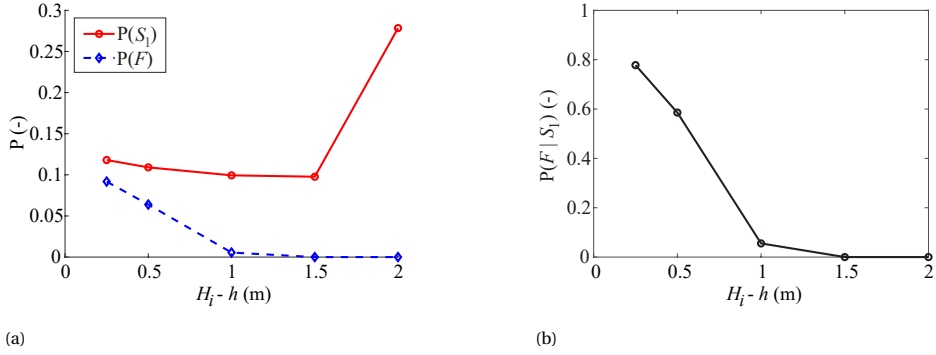 0.3
0.25
0.2
0.15
0.1
0.05
0
P (-)
P(S₁)
P(F)
0 0.5 1 1.5 2
H_i - h (m)
(a)
1
0.8
0.6
0.4
0.2
0
P(F | S₁) (-)
0 0.5 1 1.5 2
H_i - h (m)
(b)